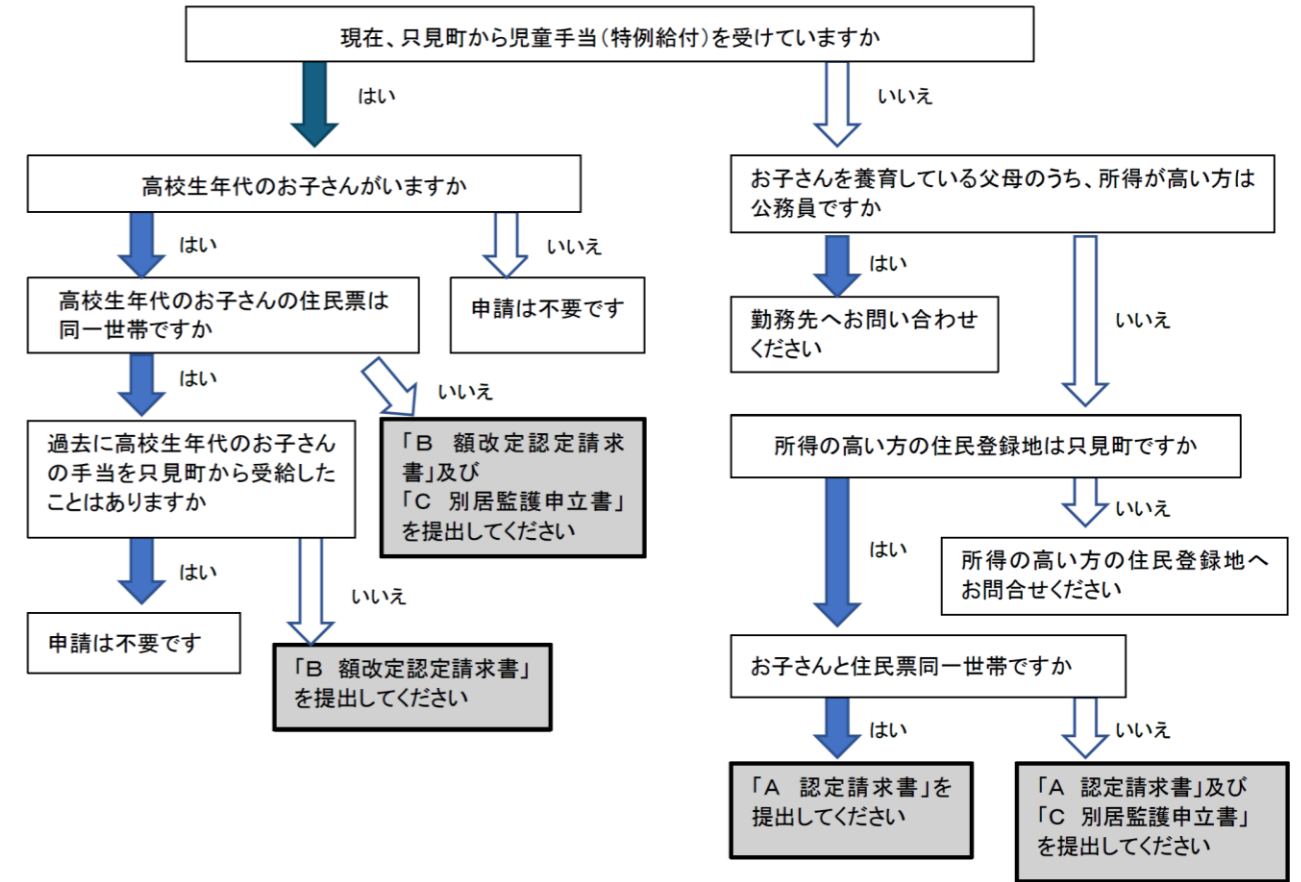 現在、只見町から児童手当（特例給付）を受けていますか
はい
いいえ
高校生年代のお子さんがいますか
お子さんを養育している父母のうち、所得が高い方は
公務員ですか
はい
いいえ
はい
いいえ
高校生年代のお子さんの住民票は
同一世帯ですか
申請は不要です
勤務先へお問い合わせ
ください
はい
いいえ
過去に高校生年代のお子さん
の手当を只見町から受給した
ことはありますか
「B　額改定認定請求
書」及び
「C　別居監護申立書」
を提出してください
所得の高い方の住民登録地は只見町ですか
はい
いいえ
はい
いいえ
申請は不要です
「B　額改定認定請求書」
を提出してください
所得の高い方の住民登録地へ
お問合せください
お子さんと住民票同一世帯ですか
はい
いいえ
「A　認定請求書」を
提出してください
「A　認定請求書」及び
「C　別居監護申立書」
を提出してください